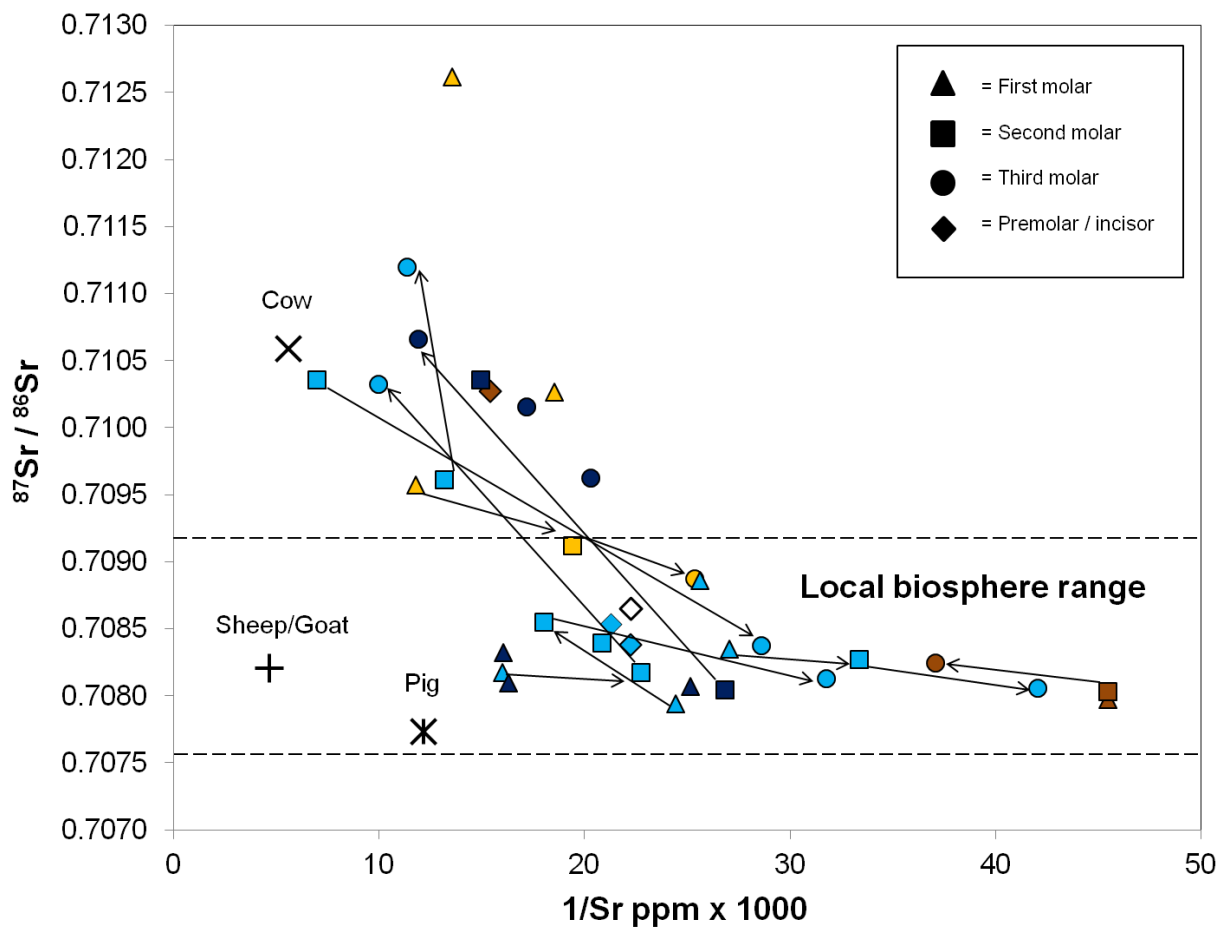 0.7130
0.7125
0.7120
0.7115
0.7110
0.7105
0.7100
0.7095
0.7090
0.7085
0.7080
0.7075
0.7070
87Sr / 86Sr
= First molar
= Second molar
= Third molar
= Premolar / incisor
Cow
Local biosphere range
Sheep/Goat
Pig
0 10 20 30 40 50
1/Sr ppm x 1000